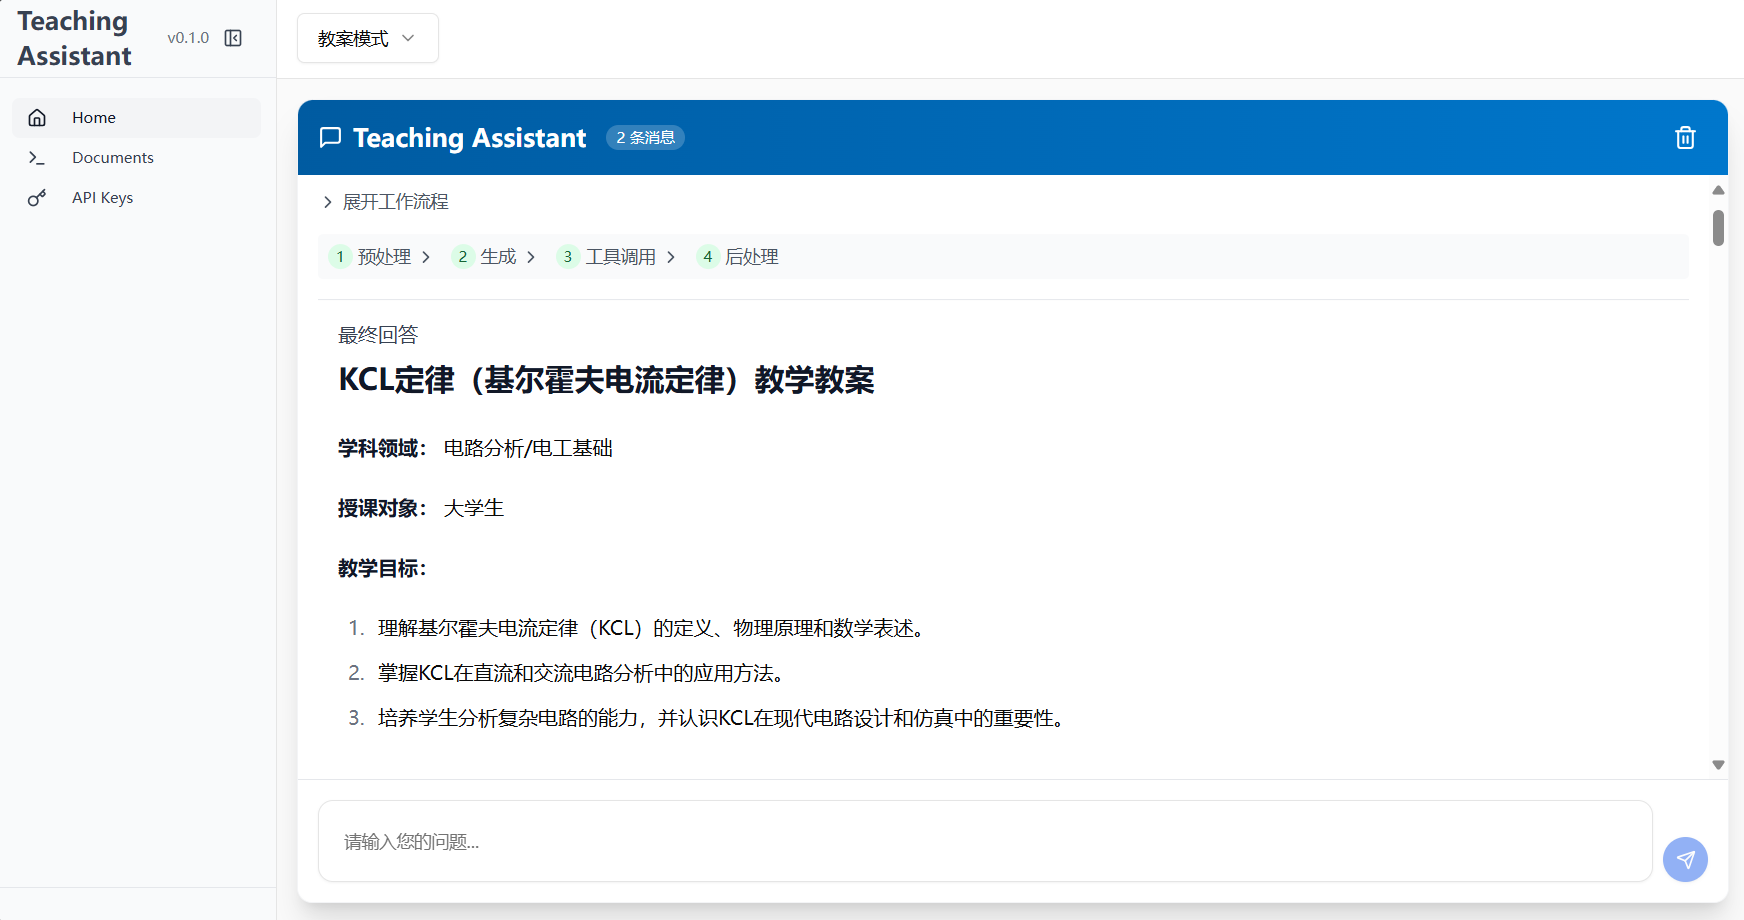 Teaching
Assistant
v0.1.0
Home
Documents
API Keys
教案模式
Teaching Assistant
2 条消息
展开工作流程
1 预处理 2 生成 3 工具调用 4 后处理
最终回答
KCL定律（基尔霍夫电流定律）教学教案
学科领域： 电路分析/电工基础
授课对象： 大学生
教学目标：
1. 理解基尔霍夫电流定律（KCL）的定义、物理原理和数学表述。
2. 掌握KCL在直流和交流电路分析中的应用方法。
3. 培养学生分析复杂电路的能力，并认识KCL在现代电路设计和仿真中的重要性。
请输入您的问题...